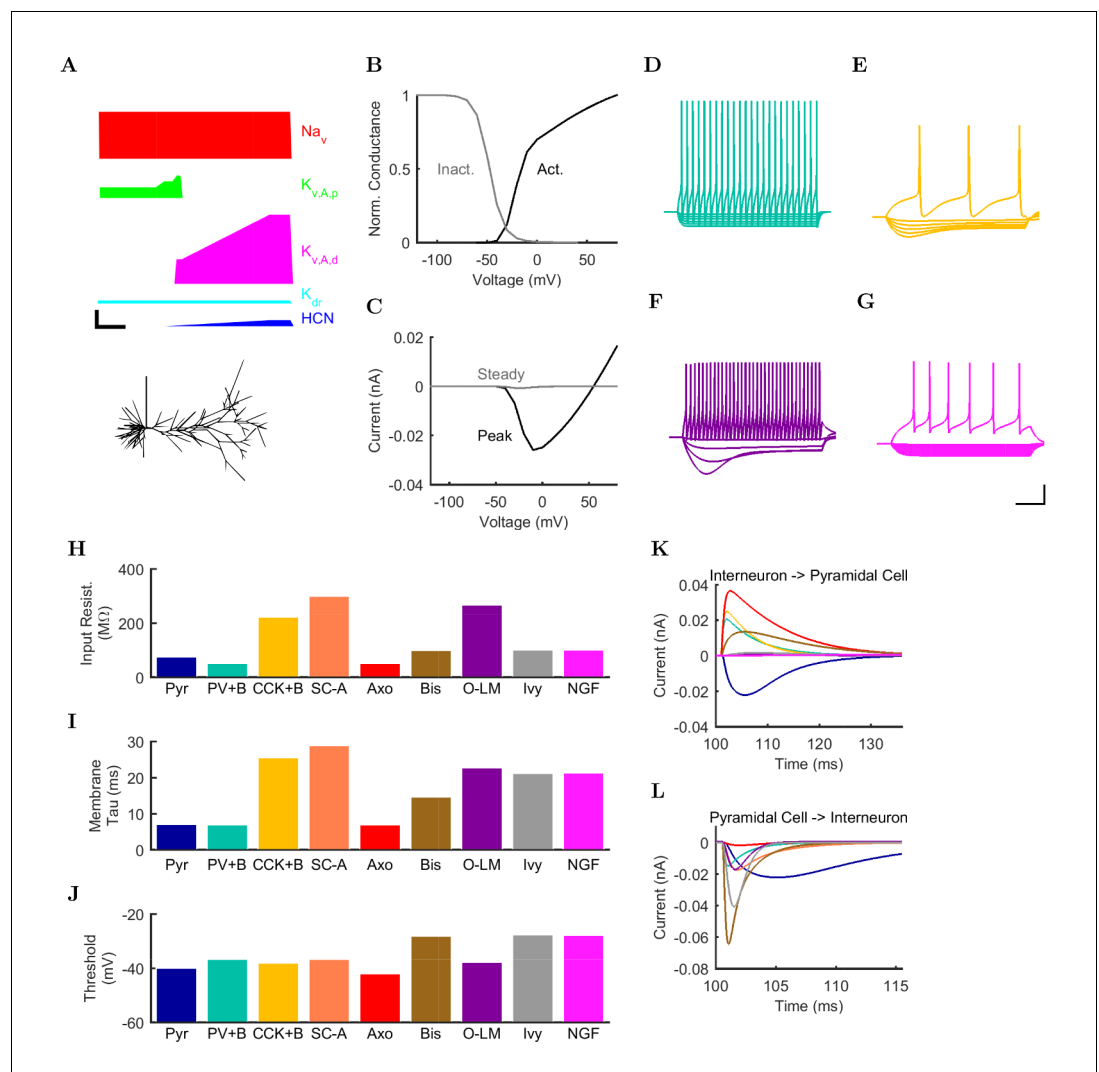 A
Na_v
K_v,A,p
K_v,A,d
K_dr
HCN
B
Norm. Conductance
1
0.5
0
Inact.
Act.
-100 -50 0 50
Voltage (mV)
C
Current (nA)
0.02
0
-0.02
-0.04
Steady
Peak
-100 -50 0 50
Voltage (mV)
D
E
F
G
H
Input Resist.
(MΩ)
400
200
0
Pyr PV+B CCK+B SC-A Axo Bis O-LM Ivy NGF
I
Membrane
Tau (ms)
30
20
10
0
Pyr PV+B CCK+B SC-A Axo Bis O-LM Ivy NGF
J
Threshold
(mV)
-20
-40
-60
Pyr PV+B CCK+B SC-A Axo Bis O-LM Ivy NGF
K
Interneuron -> Pyramidal Cell
Current (nA)
0.04
0.02
0
-0.02
-0.04
100 110 120 130
Time (ms)
L
Pyramidal Cell -> Interneuron
Current (nA)
0
-0.02
-0.04
-0.06
-0.08
100 105 110 115
Time (ms)